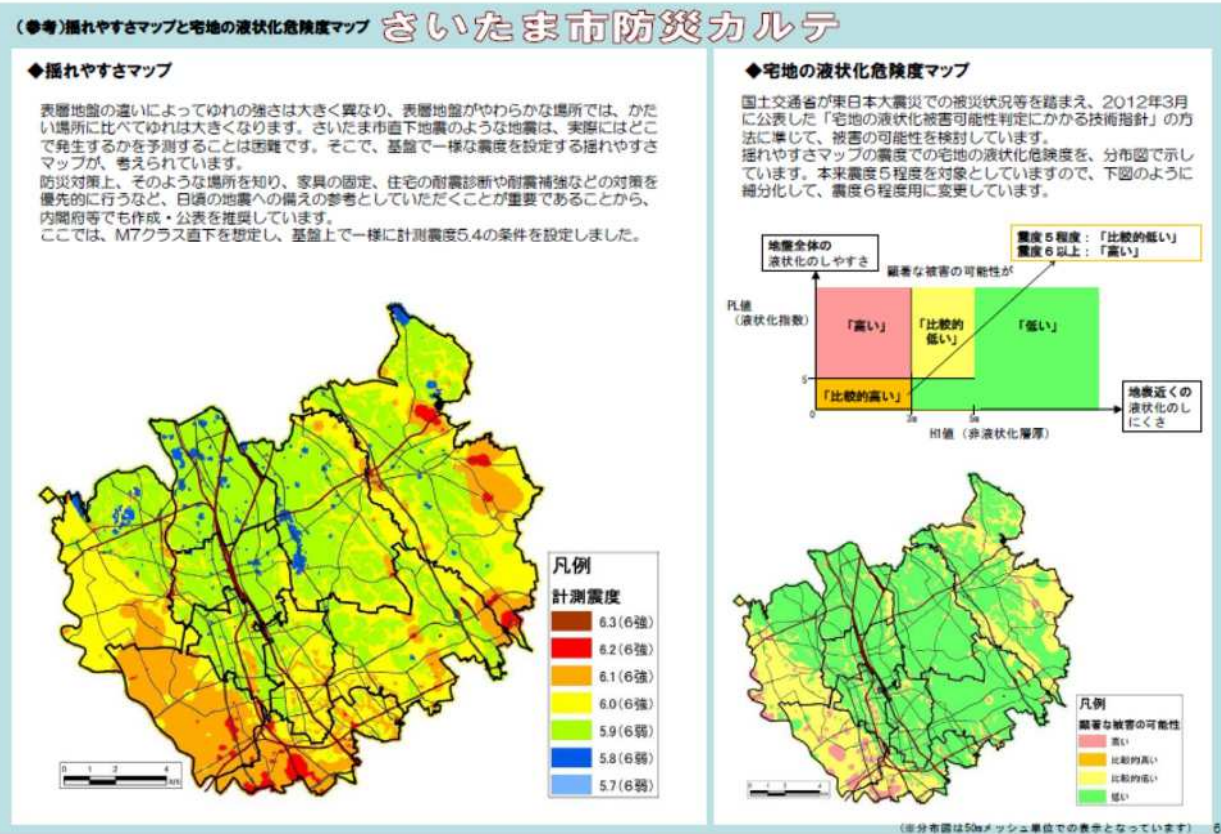 （参考）揺れやすさマップと宅地の液状化危険度マップ さいたま市防災カルテ
◆揺れやすさマップ
表層地盤の違いによってゆれの強さは大きく異なり、表層地盤がやわらかな場所では、かた
い場所に比べてゆれは大きくなります。さいたま市直下地震のような地震は、実際にはどこ
で発生するかを予測することは困難です。そこで、基盤で一様な震度を設定する揺れやすさ
マップが、考えられています。
防災対策上、そのような場所を知り、家具の固定、住宅の耐震診断や耐震補強などの対策を
優先的に行うなど、日頃の地震への備えの参考としていただくことが重要であることから、
内閣府等でも作成・公表を推奨しています。
ここでは、M7クラス直下を想定し、基盤上で一様に計測震度5.4の条件を設定しました。
凡例
計測震度
6.3(6強)
6.2(6強)
6.1(6強)
6.0(6強)
5.9(6弱)
5.8(6弱)
5.7(6弱)
0 1 2 4
km
◆宅地の液状化危険度マップ
国土交通省が東日本大震災での被災状況等を踏まえ、2012年3月
に公表した「宅地の液状化被害可能性判定にかかる技術指針」の方
法に準じて、被害の可能性を検討しています。
揺れやすさマップの震度での宅地の液状化危険度を、分布図で示し
ています。本来震度5程度を対象としていますので、下図のように
細分化して、震度6程度用に変更しています。
地盤全体の
液状化のしやすさ
震度5程度：「比較的低い」
震度6以上：「高い」
顕著な被害の可能性が
PL値
（液状化指数）
「高い」
「比較的
低い」
「低い」
5
「比較的高い」
0
3m
5m
H1値（非液状化層厚）
地表近くの
液状化のし
にくさ
凡例
顕著な被害の可能性
高い
比較的高い
比較的低い
低い
0 1 2 4
（※分布図は50mメッシュ単位での表示となっています）